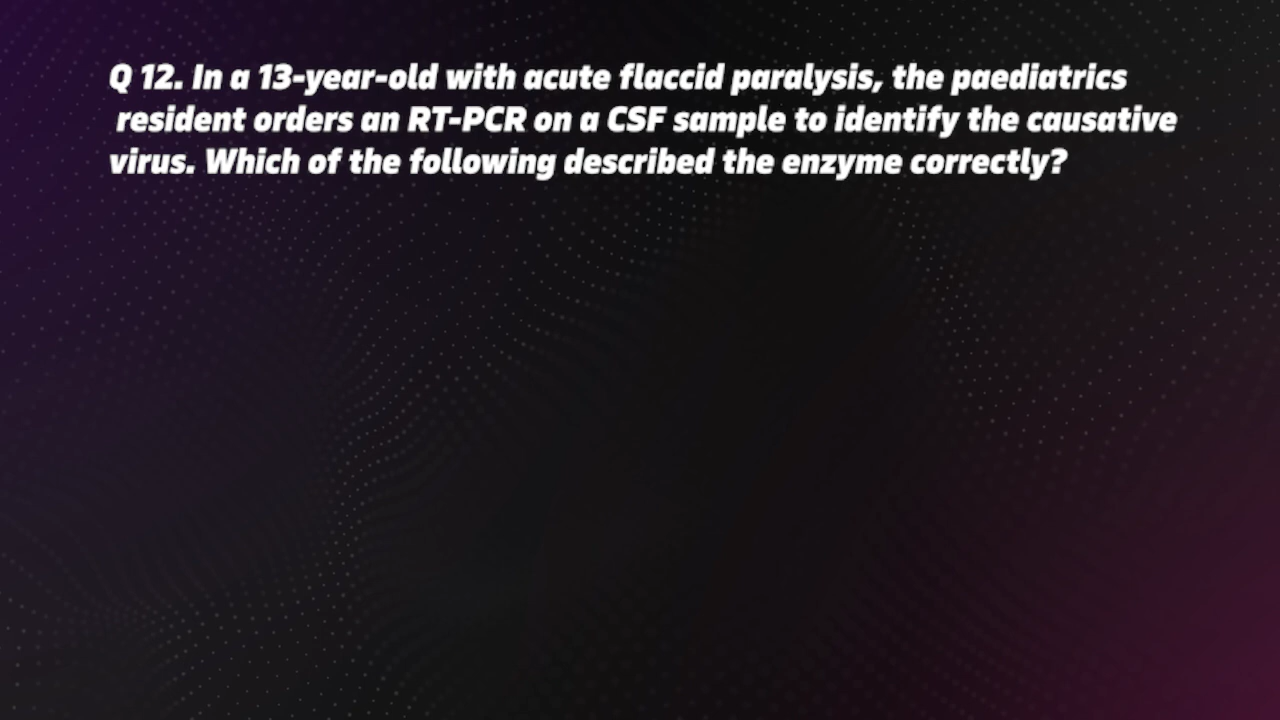 Q 12. In a 13-year-old with acute flaccid paralysis, the paediatrics
resident orders an RT-PCR on a CSF sample to identify the causative
virus. Which of the following described the enzyme correctly?